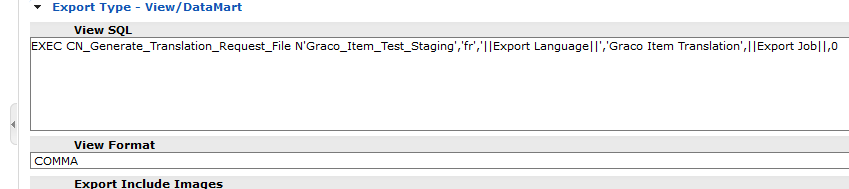 Export Type - View/DataMart
View SQL
EXEC CN_Generate_Translation_Request_File N'Graco_Item_Test_Staging','fr','||Export Language||','Graco Item Translation',||Export Job||,0
View Format
COMMA
Export Include Images